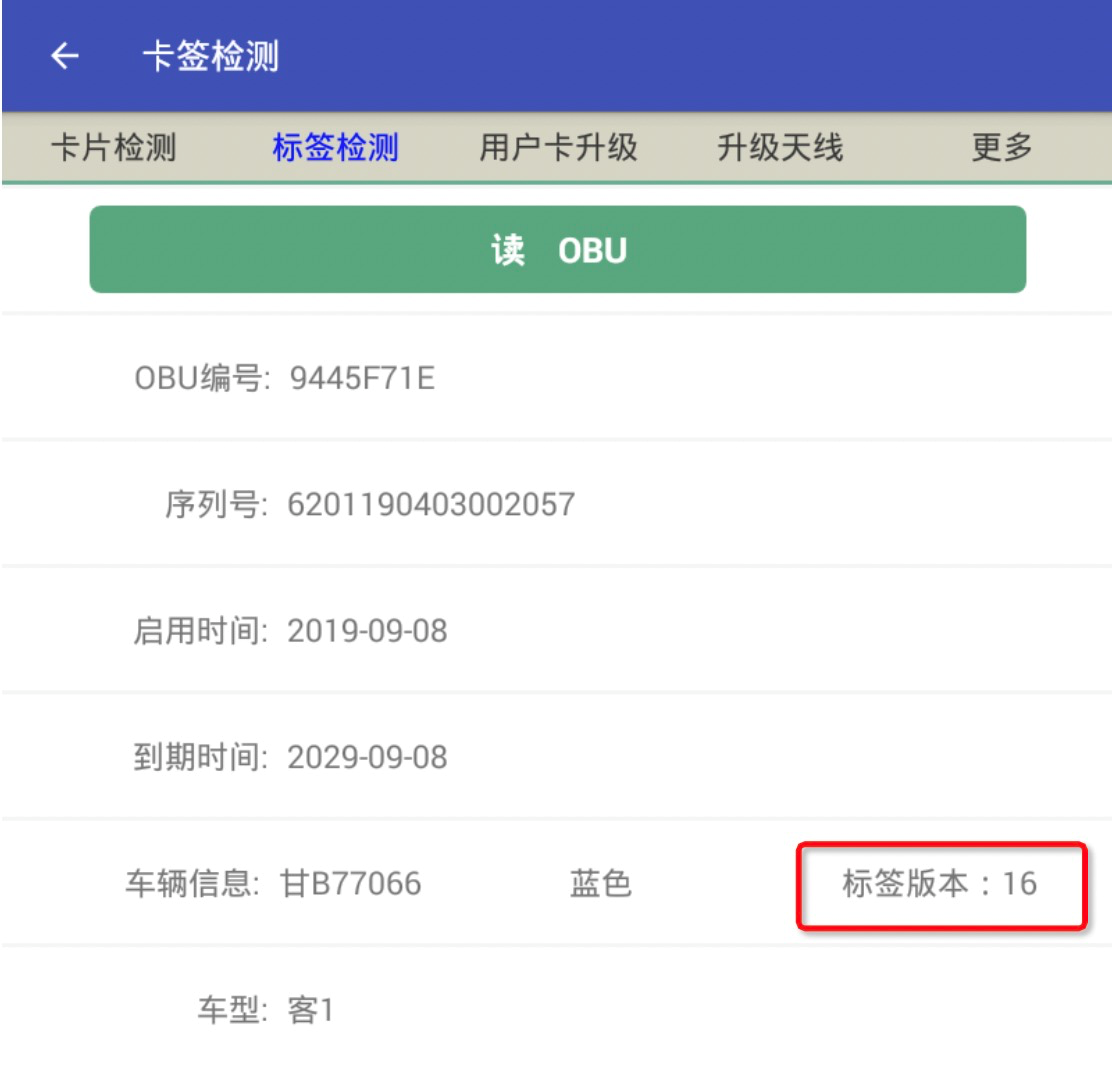 卡签检测
卡片检测 标签检测 用户卡升级 升级天线 更多
读 OBU
OBU编号: 9445F71E
序列号: 6201190403002057
启用时间: 2019-09-08
到期时间: 2029-09-08
车辆信息: 甘B77066 蓝色 标签版本：16
车型: 客1